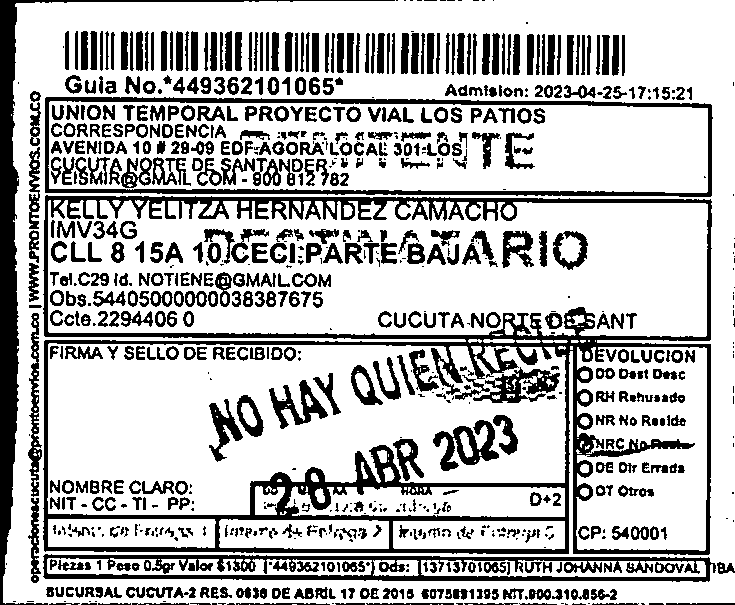 Guia No.*449362101065*
Admision: 2023-04-25-17:15:21
UNION TEMPORAL PROYECTO VIAL LOS PATIOS
CORRESPONDENCIA
AVENIDA 10 # 29-09 EDF-AGORA LOCAL 301-LOS
CUCUTA NORTE DE SANTANDER
YEISMIR@GMAIL COM - 900 812 782
KELLY YELITZA HERNANDEZ CAMACHO
IMV34G
DESTINATARIO
CLL 8 15A 10 CECI PARTE BAJA
Tel.C29 Id. NOTIENE@GMAIL.COM
Obs.54405000000038387675
Ccte.2294406 0
CUCUTA-NORTE DE SANT
FIRMA Y SELLO DE RECIBIDO:
NO HAY QUIEN RECIBE
28 ABR 2023
NOMBRE CLARO:
NIT - CC - TI - PP:
HORA
D+2
Intento de Entrega 1
Intento de Entrega 2
Intento de Entrega
DEVOLUCION
DD Dest Desc
RH Rehusado
NR No Reside
NRC No
DE Dir Errada
OT Otros
CP: 540001
Piezas 1 Peso 0.5gr Valor $1300 [*449362101065*] Ods: [13713701065] RUTH JOHANNA SANDOVAL TIBA
SUCURSAL CUCUTA-2 RES. 0636 DE ABRIL 17 DE 2015 6075891395 NIT.900.310.856-2
operacionescucuta@prontoenvios.com.co | WWW.PRONTOENVIOS.COM.CO